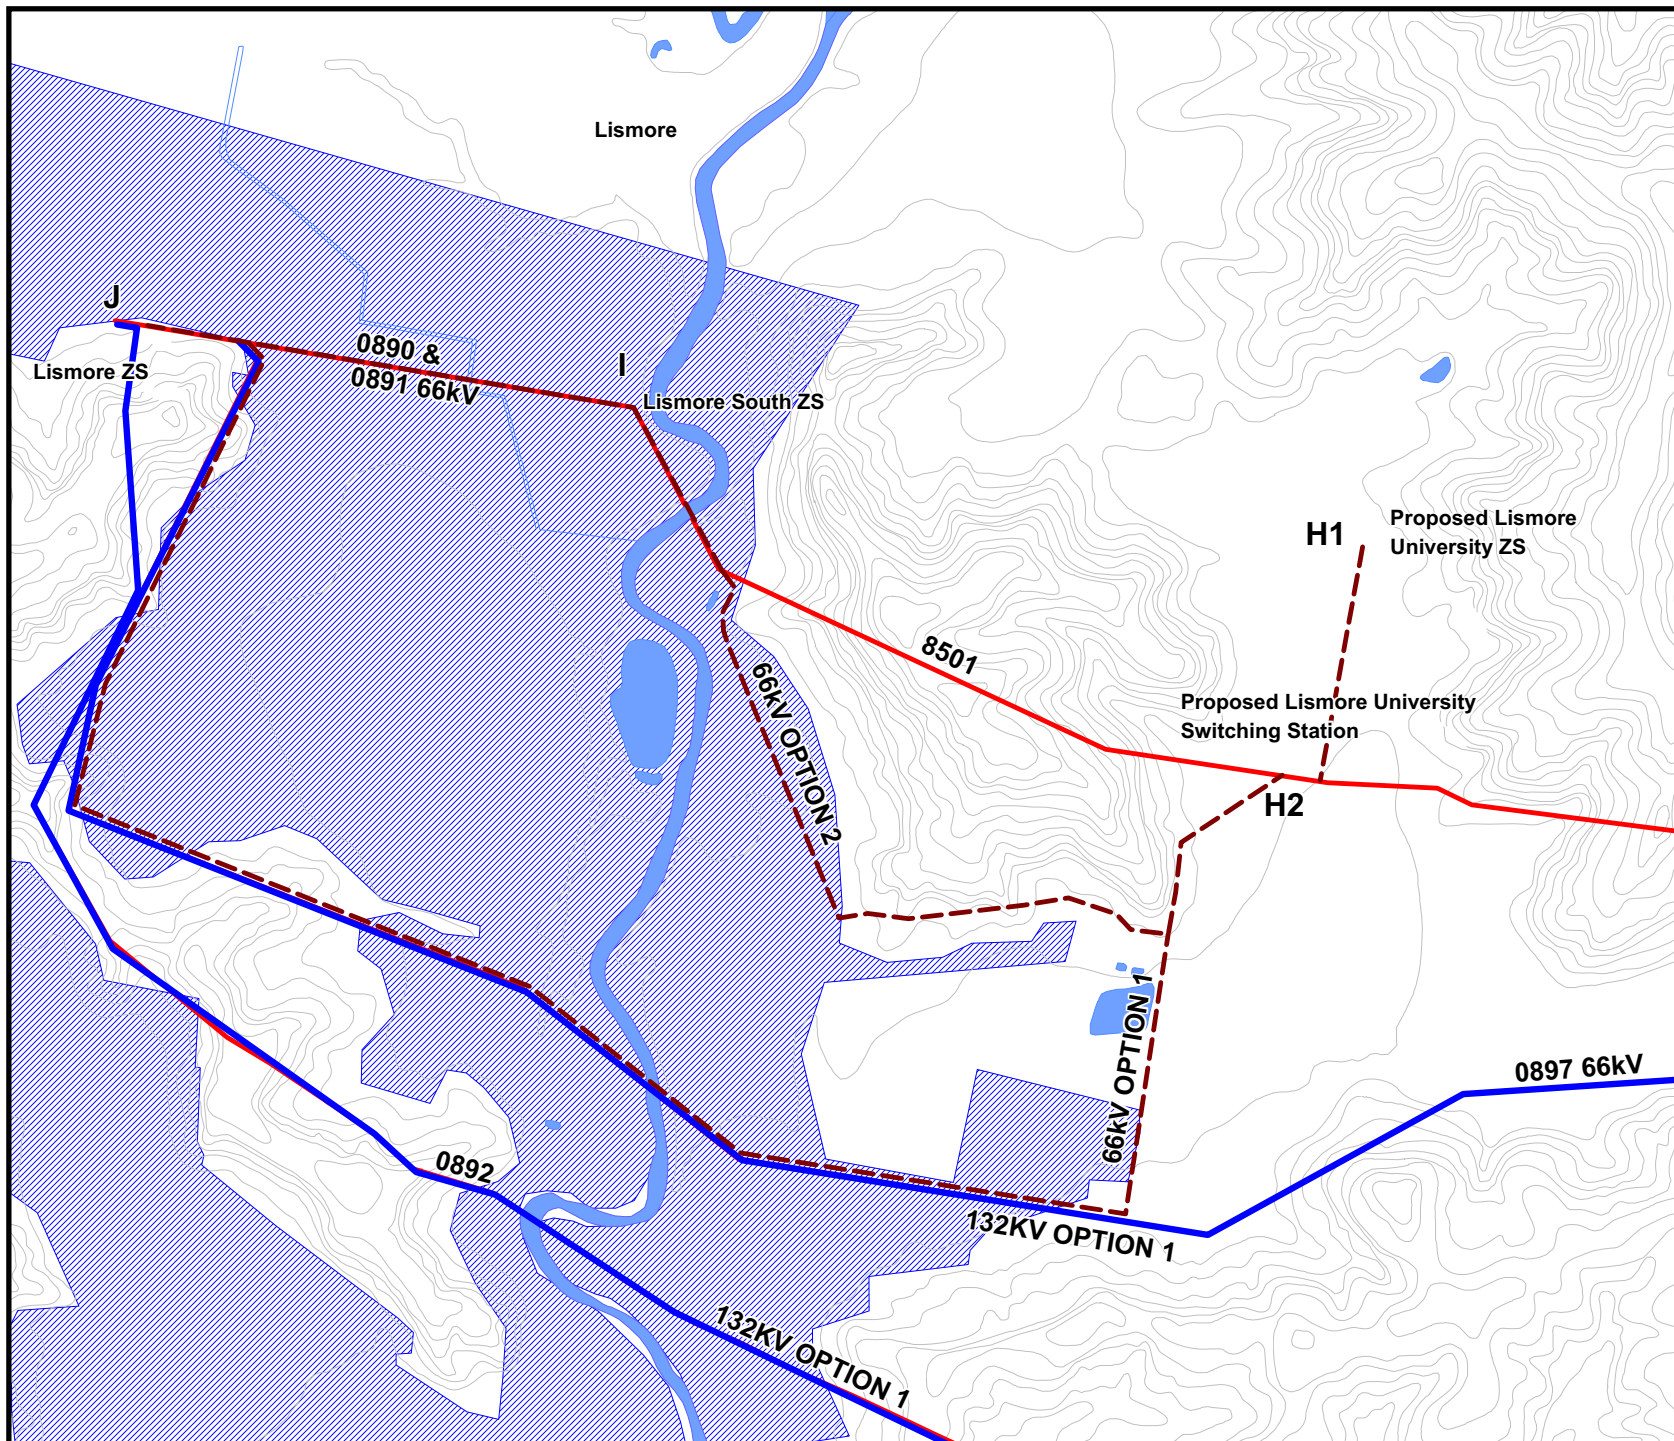 Lismore
J
0890 &
0891 66kV
I
Lismore ZS
Lismore South ZS
H1
Proposed Lismore
University ZS
8501
66kV OPTION 2
Proposed Lismore University
Switching Station
H2
66kV OPTION 1
0897 66kV
0892
132KV OPTION 1
132KV OPTION 1